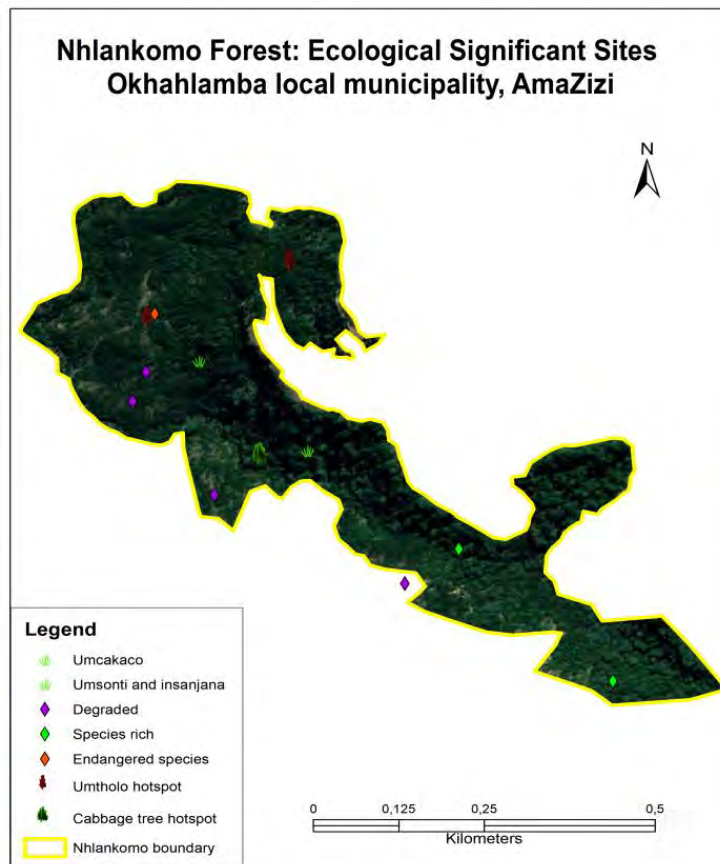 Nhlankomo Forest: Ecological Significant Sites
Okhahlamba local municipality, AmaZizi
N
Legend
Umcakaco
Umsonti and insanjana
Degraded
Species rich
Endangered species
Umtholo hotspot
Cabbage tree hotspot
Nhlankomo boundary
0 0,125 0,25 0,5
Kilometers